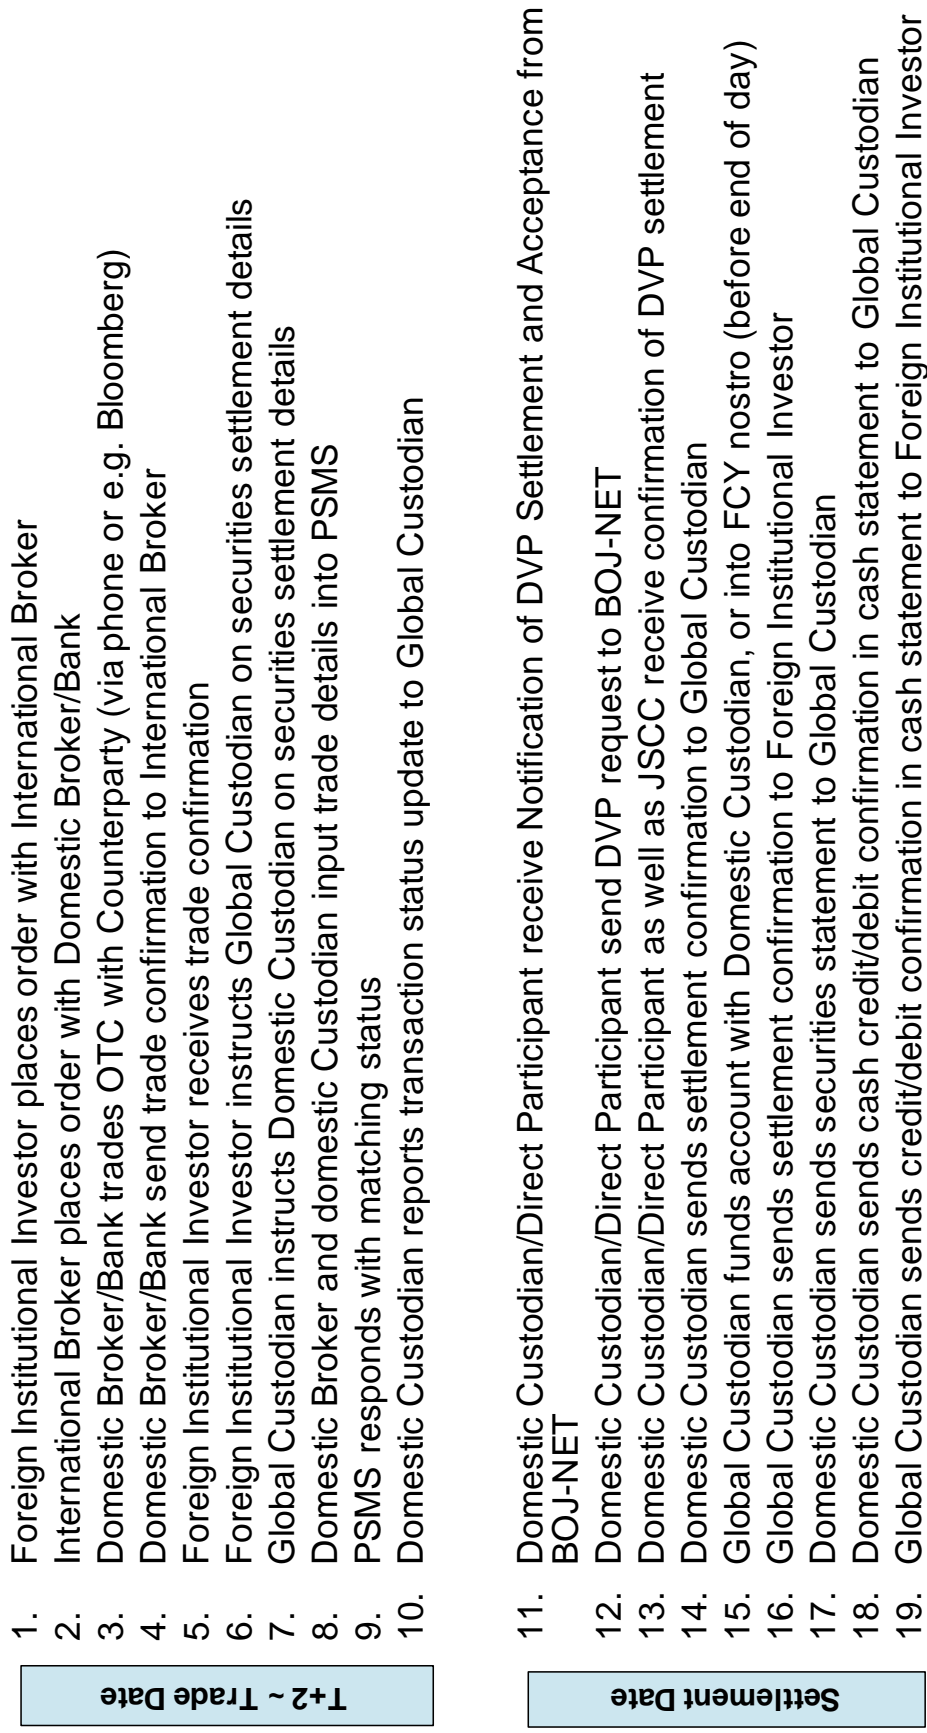 T+2 ~ Trade Date
1. Foreign Institutional Investor places order with International Broker
2. International Broker places order with Domestic Broker/Bank
3. Domestic Broker/Bank trades OTC with Counterparty (via phone or e.g. Bloomberg)
4. Domestic Broker/Bank send trade confirmation to International Broker
5. Foreign Institutional Investor receives trade confirmation
6. Foreign Institutional Investor instructs Global Custodian on securities settlement details
7. Global Custodian instructs Domestic Custodian on securities settlement details
8. Domestic Broker and domestic Custodian input trade details into PSMS
9. PSMS responds with matching status
10. Domestic Custodian reports transaction status update to Global Custodian
Settlement Date
11. Domestic Custodian/Direct Participant receive Notification of DVP Settlement and Acceptance from
BOJ-NET
12. Domestic Custodian/Direct Participant send DVP request to BOJ-NET
13. Domestic Custodian/Direct Participant as well as JSCC receive confirmation of DVP settlement
14. Domestic Custodian sends settlement confirmation to Global Custodian
15. Global Custodian funds account with Domestic Custodian, or into FCY nostro (before end of day)
16. Global Custodian sends settlement confirmation to Foreign Institutional Investor
17. Domestic Custodian sends securities statement to Global Custodian
18. Domestic Custodian sends cash credit/debit confirmation in cash statement to Global Custodian
19. Global Custodian sends credit/debit confirmation in cash statement to Foreign Institutional Investor